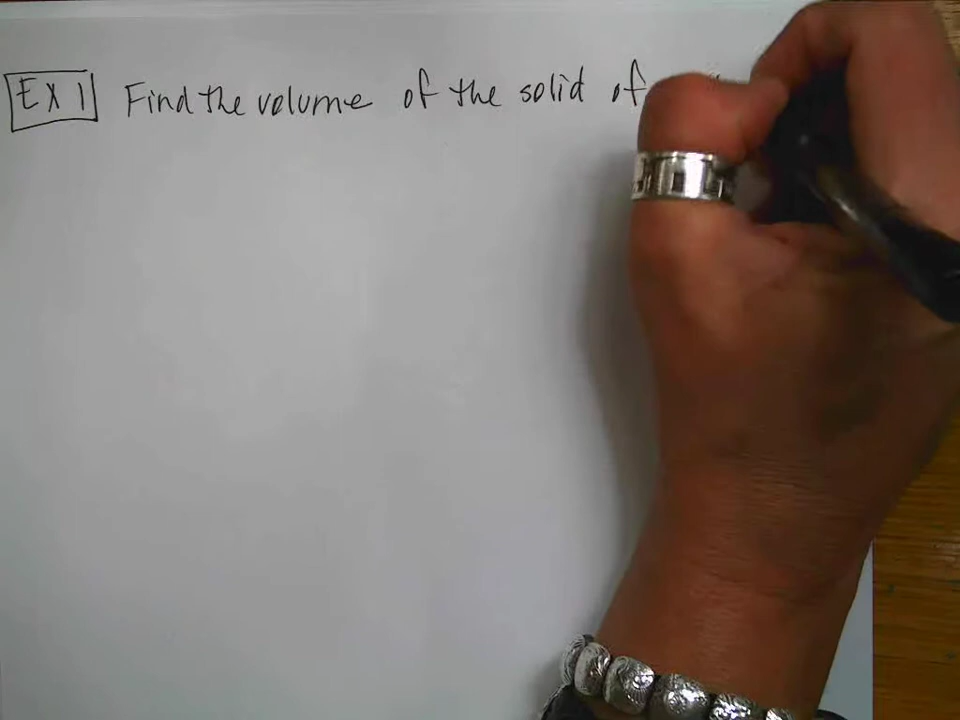 EX 1 Find the volume of the solid of